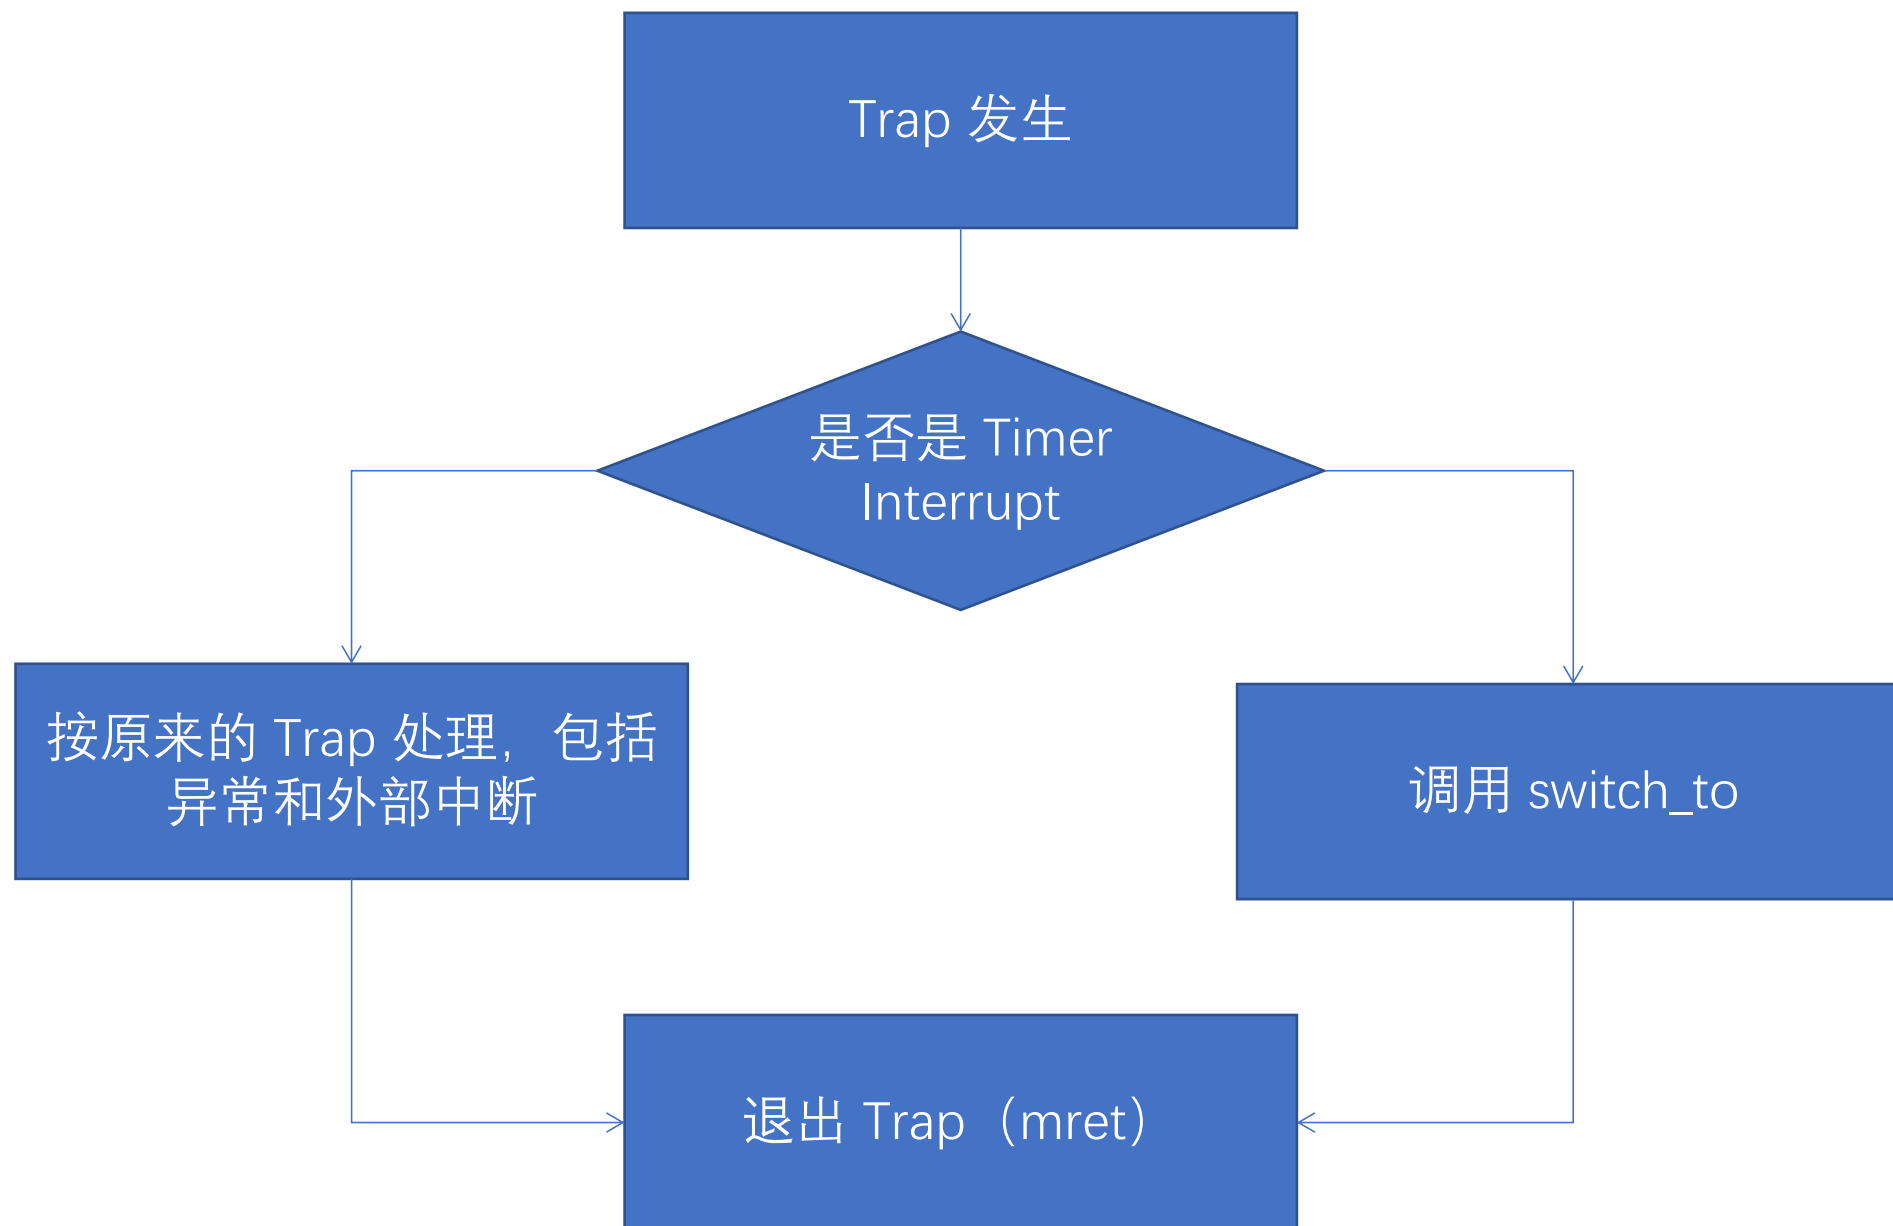 Trap 发生
是否是 Timer
Interrupt
按原来的 Trap 处理，包括
异常和外部中断
调用 switch_to
退出 Trap（mret）